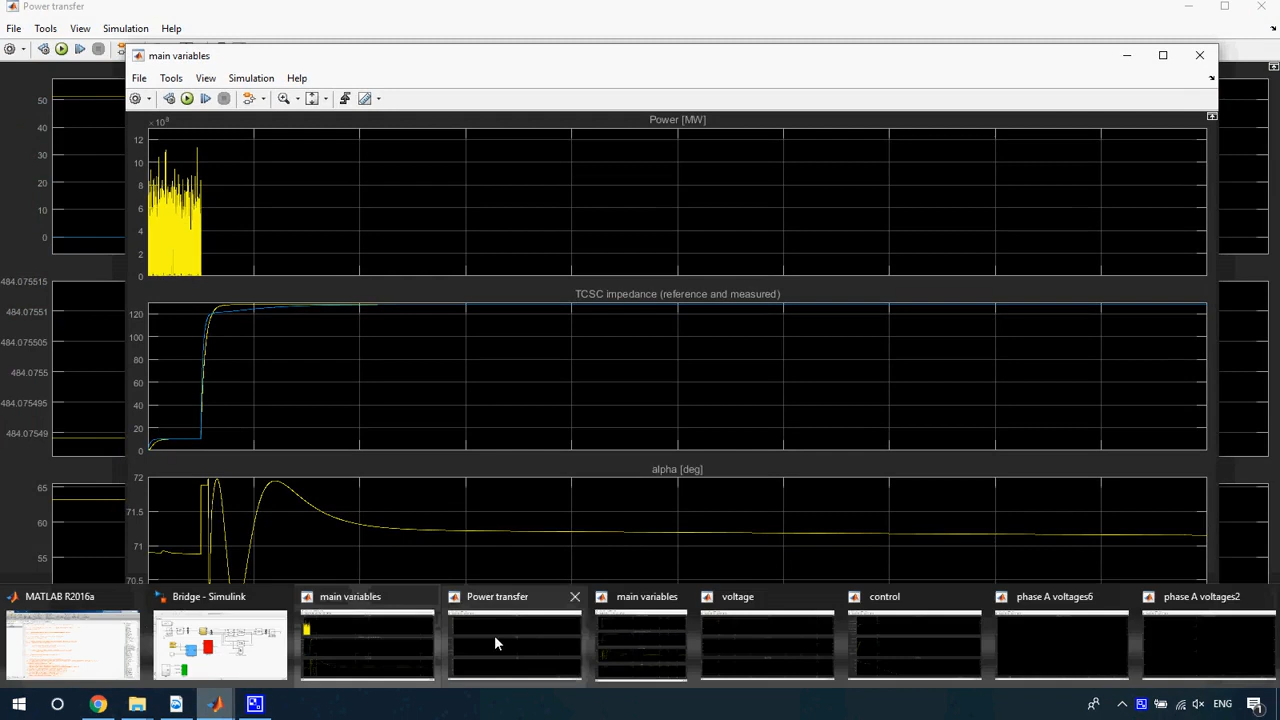 Power transfer
File Tools View Simulation Help
main variables
File Tools View Simulation Help
Power [MW]
× 10^8
12
10
8
6
4
2
0
TCSC impedance (reference and measured)
120
100
80
60
40
20
0
alpha [deg]
72
71.5
71
70.5
50
40
30
20
10
0
484.075515
484.07551
484.075505
484.0755
484.075495
484.07549
65
60
55
MATLAB R2016a
Bridge - Simulink
main variables
Power transfer
main variables
voltage
control
phase A voltages6
phase A voltages2
ENG
1